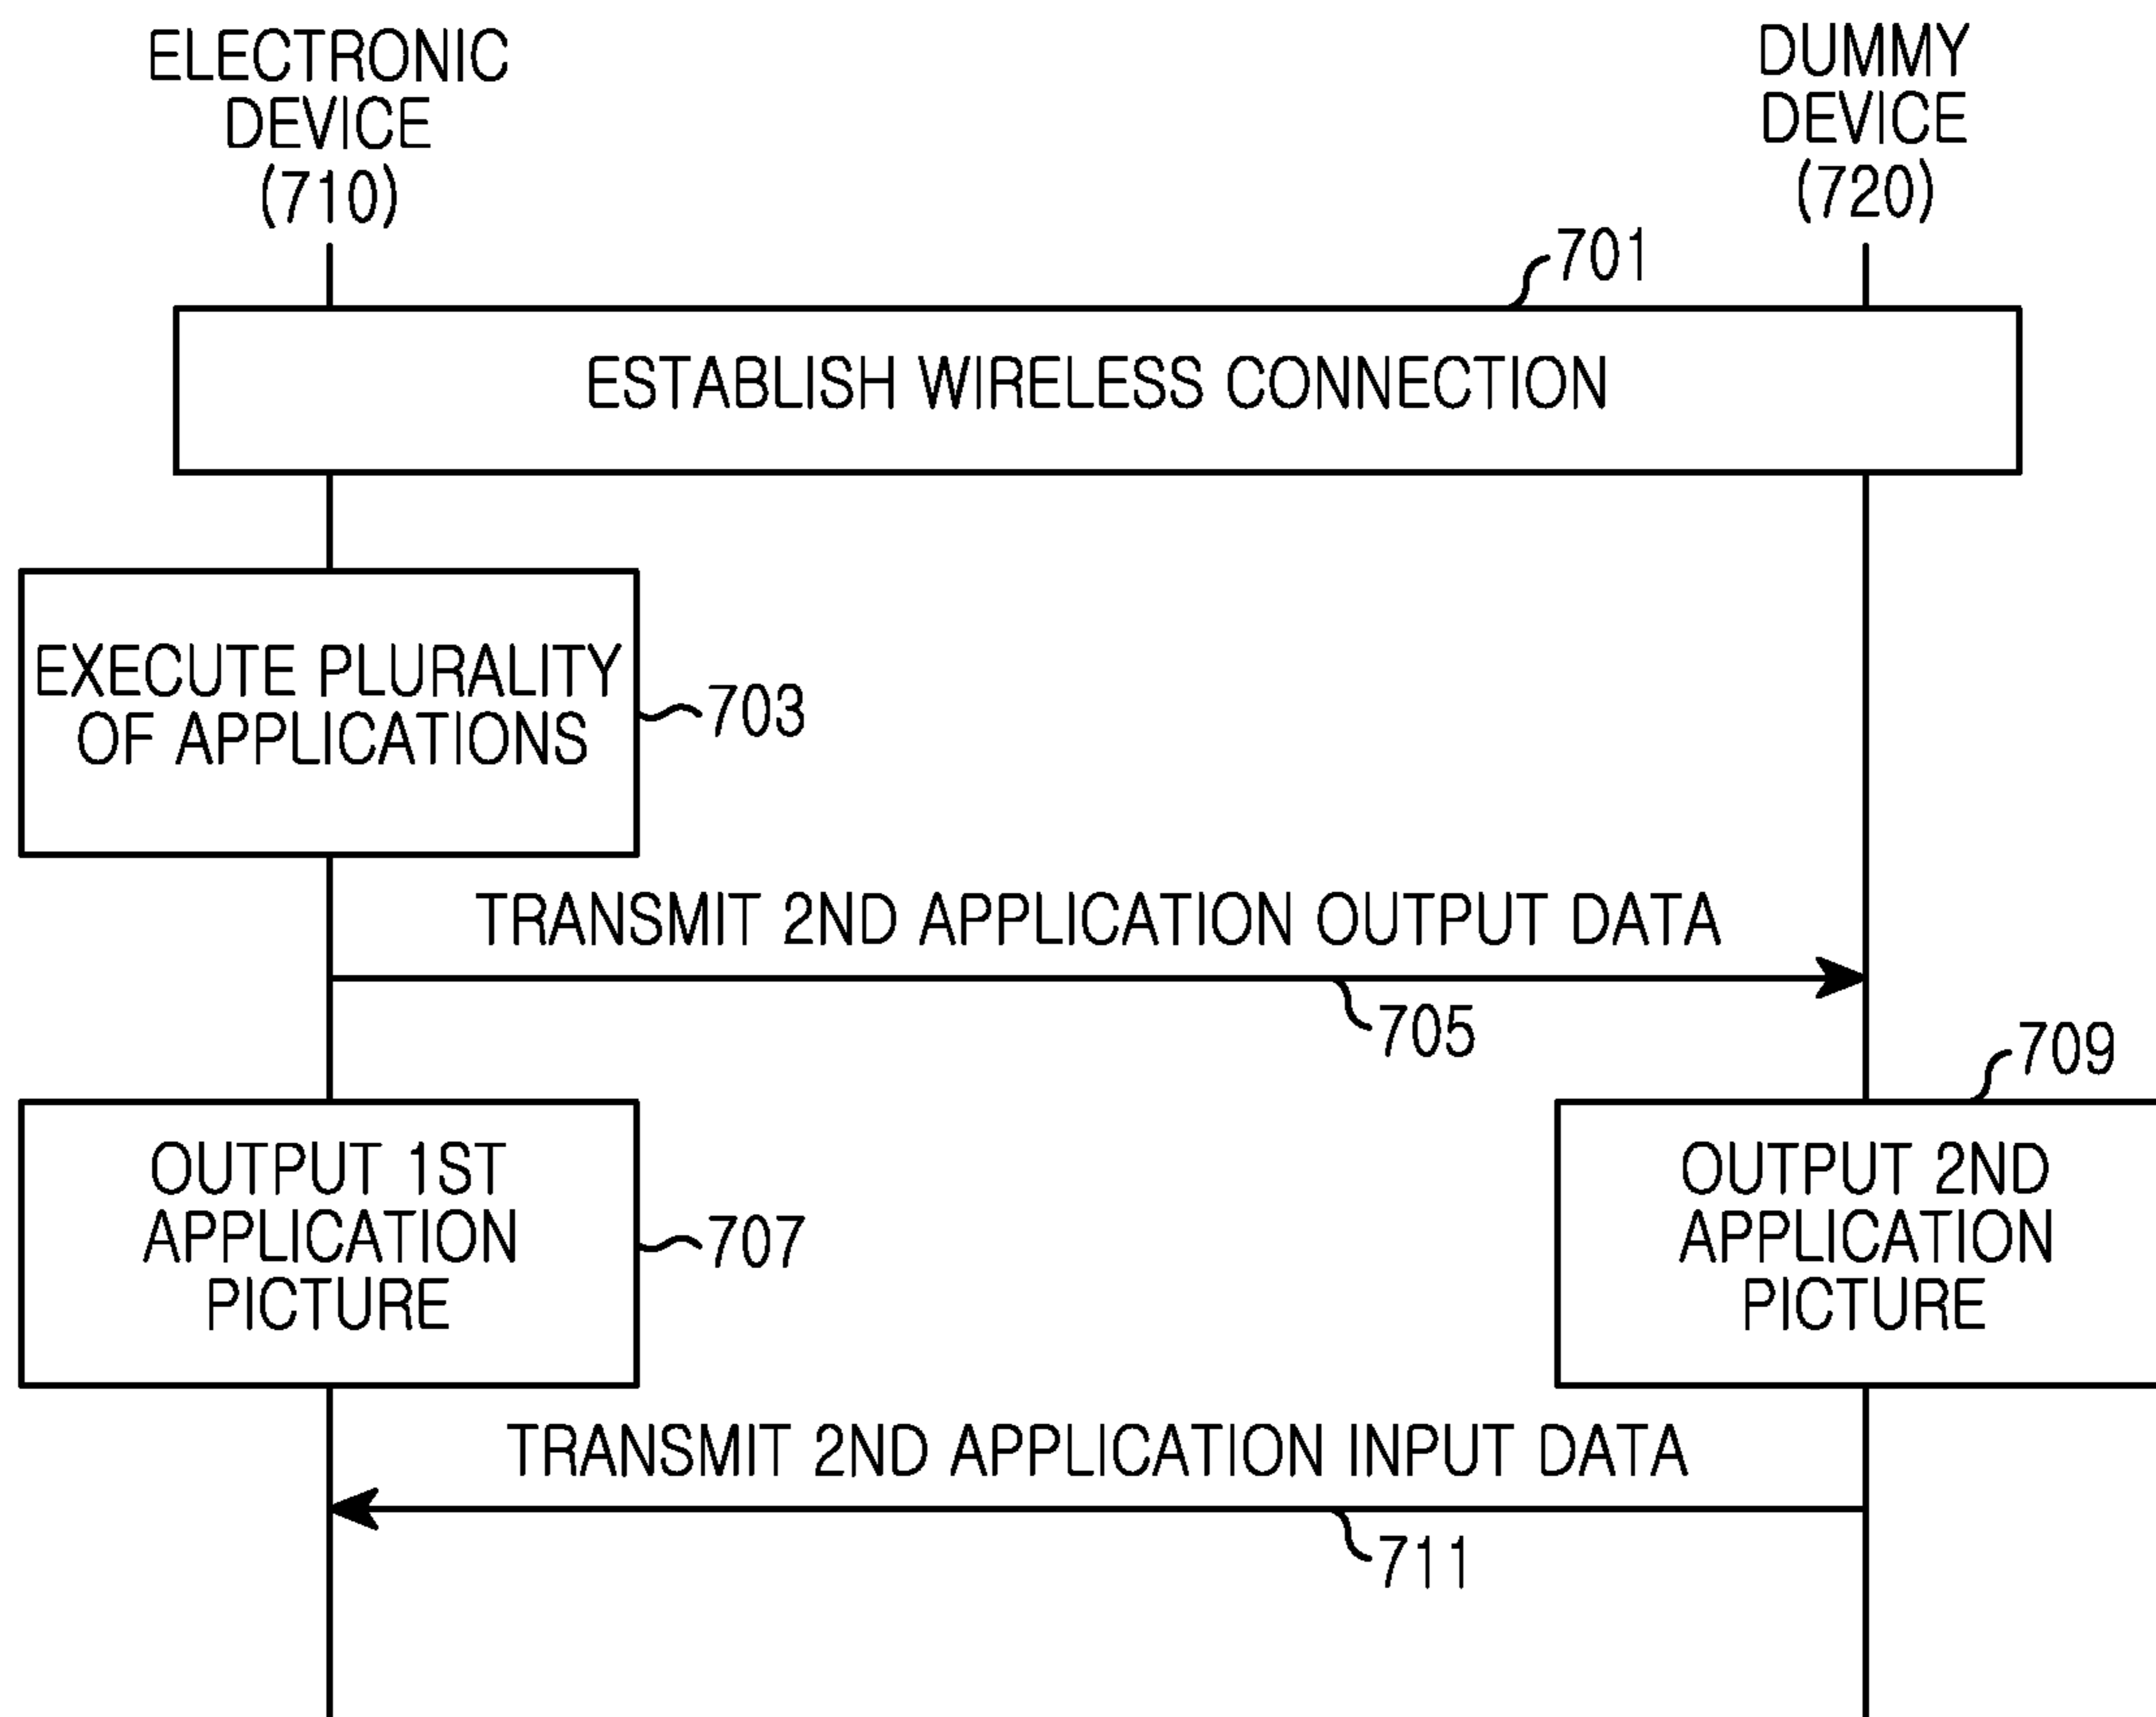 ELECTRONIC
DEVICE
(710)
DUMMY
DEVICE
(720)
701
ESTABLISH WIRELESS CONNECTION
EXECUTE PLURALITY
OF APPLICATIONS
703
TRANSMIT 2ND APPLICATION OUTPUT DATA
705
709
OUTPUT 1ST
APPLICATION
PICTURE
707
OUTPUT 2ND
APPLICATION
PICTURE
TRANSMIT 2ND APPLICATION INPUT DATA
711